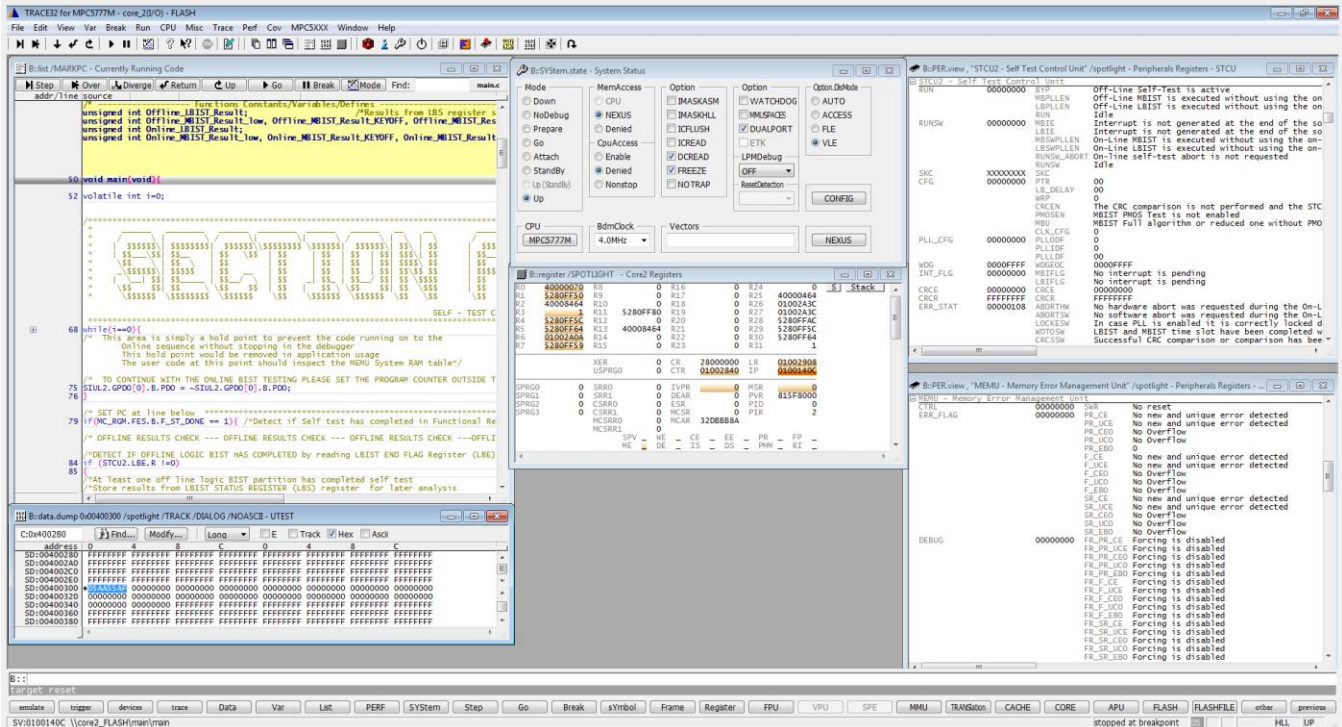 TRACE32 for MPC5777M - core_2(I/O) - FLASH
File Edit View Var Break Run CPU Misc Trace Perf Cov MPC5XXX Window Help
B::list /MARKPC - Currently Running Code
Step Over Diverge Return Up Go Break Mode Find: main.c
addr/line source
/* Functions Constants/Variables/Defines
unsigned int Offline_LBIST_Result; /*Results from LBS register s
unsigned int Offline_MBIST_Result_low, Offline_MBIST_Result_KEYOFF, Offline_MBIST_Res
unsigned int Online_LBIST_Result;
unsigned int Online_MBIST_Result_low, Online_MBIST_Result_KEYOFF, Online_MBIST_Result
50 void main(void){
52 volatile int i=0;
SELF - TEST C
68 while(i==0){
/* This area is simply a hold point to prevent the code running on to the
Online sequence without stopping in the debugger
This hold point would be removed in application usage
The user code at this point should inspect the MEMU System RAM table*/
/* TO CONTINUE WITH THE ONLINE BIST TESTING PLEASE SET THE PROGRAM COUNTER OUTSIDE T
75 SIUL2.GPDO[0].B.PDO = ~SIUL2.GPDO[0].B.PDO;
76 }
/* SET PC at line below
79 if(MC_RGM.FES.B.F_ST_DONE == 1){ /*Detect if Self test has completed in Functional Re
/* OFFLINE RESULTS CHECK --- OFFLINE RESULTS CHECK --- OFFLINE RESULTS CHECK ---OFFLI
/*DETECT IF OFFLINE LOGIC BIST HAS COMPLETED by reading LBIST END FLAG Register (LBE)
84 if (STCU2.LBE.R !=0)
85 {
/*At least one off line logic BIST partition has completed self test
/*Store results from LBIST STATUS REGISTER (LBS) register for later analysis
B::data.dump 0x00400300 /spotlight /TRACK /DIALOG /NOASCII - UTEST
C:0x400280 Find... Modify... Long E Track Hex Ascii
address 0 4 8 C 0 4 8 C
SD:00400280 FFFFFFFF FFFFFFFF FFFFFFFF FFFFFFFF FFFFFFFF FFFFFFFF FFFFFFFF FFFFFFFF
SD:004002A0 FFFFFFFF FFFFFFFF FFFFFFFF FFFFFFFF FFFFFFFF FFFFFFFF FFFFFFFF FFFFFFFF
SD:004002C0 FFFFFFFF FFFFFFFF FFFFFFFF FFFFFFFF FFFFFFFF FFFFFFFF FFFFFFFF FFFFFFFF
SD:004002E0 FFFFFFFF FFFFFFFF FFFFFFFF FFFFFFFF FFFFFFFF FFFFFFFF FFFFFFFF FFFFFFFF
SD:00400300 05AA55AF 00000000 00000000 00000000 00000000 00000000 00000000 00000000
SD:00400320 00000000 00000000 00000000 00000000 00000000 00000000 00000000 00000000
SD:00400340 00000000 00000000 FFFFFFFF FFFFFFFF FFFFFFFF FFFFFFFF FFFFFFFF FFFFFFFF
SD:00400360 FFFFFFFF FFFFFFFF FFFFFFFF FFFFFFFF FFFFFFFF FFFFFFFF FFFFFFFF FFFFFFFF
SD:00400380 FFFFFFFF FFFFFFFF FFFFFFFF FFFFFFFF FFFFFFFF FFFFFFFF FFFFFFFF FFFFFFFF
B::SYStem.state - System Status
Mode MemAccess Option Option Option.DisMode
Down CPU IMASKASM WATCHDOG AUTO
NoDebug NEXUS IMASKHLL MMUSPACES ACCESS
Prepare Denied ICFLUSH DUALPORT FLE
Go CpuAccess ICREAD ETK VLE
Attach Enable DCREAD LPMDebug
StandBy Denied FREEZE OFF
Up (StandBy) Nonstop NOTRAP ResetDetection
Up CONFIG
CPU BdmClock Vectors
MPC5777M 4.0MHz NEXUS
B::register /SPOTLIGHT - Core2 Registers
R0 40000070 R8 0 R16 0 R24 0 S Stack
R1 5280FF50 R9 0 R17 0 R25 40000464
R2 40008464 R10 0 R18 0 R26 01002A3C
R3 1 R11 5280FF80 R19 0 R27 01002A3C
R4 5280FF5C R12 0 R20 0 R28 5280FFAC
R5 5280FF64 R13 40008464 R21 0 R29 5280FF5C
R6 01002A0A R14 0 R22 0 R30 5280FF64
R7 5280FF59 R15 0 R23 0 R31 1
XER 0 CR 28000000 LR 01002908
USPRG0 0 CTR 01002840 IP 0100140C
SPRG0 0 SRR0 0 IVPR 0 MSR 0
SPRG1 0 SRR1 0 DEAR 0 PVR 815F8000
SPRG2 0 CSRR0 0 ESR 0 PID 0
SPRG3 0 CSRR1 0 MCSR 0 PIR 2
MCSRR0 0 MCAR 32DBBB8A
MCSRR1 0
SPV _ WE _ CE _ EE _ PR _ FP _
ME _ DE _ IS _ DS _ PMM _ RI _
B::PER.view , "STCU2 - Self Test Control Unit" /spotlight - Peripherals Registers - STCU
STCU2 - Self Test Control Unit
RUN 00000000 BYP Off-Line Self-Test is active
MBPLLEN Off-Line MBIST is executed without using the on
LBPLLEN Off-Line LBIST is executed without using the on
RUN Idle
RUNSW 00000000 MBIE Interrupt is not generated at the end of the so
LBIE Interrupt is not generated at the end of the so
MBSWPLLEN On-Line MBIST is executed without using the on-
LBSWPLLEN On-Line LBIST is executed without using the on-
RUNSW_ABORT On-line self-test abort is not requested
RUNSW Idle
SKC XXXXXXXX SKC
CFG 00000000 PTR 00
LB_DELAY 00
WRP 0
CRCEN The CRC comparison is not performed and the STC
PMOSEN MBIST PMOS Test is not enabled
MBU MBIST Full algorithm or reduced one without PMO
CLK_CFG 0
PLL_CFG 00000000 PLLODF 0
PLLIDF 0
PLLLDF 0
WDG 0000FFFF WDGEOC 0000FFFF
INT_FLG 00000000 MBIFLG No interrupt is pending
LBIFLG No interrupt is pending
CRCE 00000000 CRCE 00000000
CRCR FFFFFFFF CRCR FFFFFFFF
ERR_STAT 00000108 ABORTHW No hardware abort was requested during the On-L
ABORTSW No software abort was requested during the On-L
LOCKESW In case PLL is enabled it is correctly locked d
WDTOSW LBIST and MBIST time slot have been completed w
CRCSSW Successful CRC comparison or comparison has bee
B::PER.view , "MEMU - Memory Error Management Unit" /spotlight - Peripherals Registers - ...
MEMU - Memory Error Management Unit
CTRL 00000000 SWR No reset
ERR_FLAG 00000000 PR_CE No new and unique error detected
PR_UCE No new and unique error detected
PR_CEO No Overflow
PR_UCO No Overflow
PR_EBO 0
F_CE No new and unique error detected
F_UCE No new and unique error detected
F_CEO No Overflow
F_UCO No Overflow
F_EBO No Overflow
SR_CE No new and unique error detected
SR_UCE No new and unique error detected
SR_CEO No Overflow
SR_UCO No Overflow
SR_EBO No Overflow
DEBUG 00000000 FR_PR_CE Forcing is disabled
FR_PR_UCE Forcing is disabled
FR_PR_CEO Forcing is disabled
FR_PR_UCO Forcing is disabled
FR_PR_EBO Forcing is disabled
FR_F_CE Forcing is disabled
FR_F_UCE Forcing is disabled
FR_F_CEO Forcing is disabled
FR_F_UCO Forcing is disabled
FR_F_EBO Forcing is disabled
FR_SR_CE Forcing is disabled
FR_SR_UCE Forcing is disabled
FR_SR_CEO Forcing is disabled
FR_SR_UCO Forcing is disabled
FR_SR_EBO Forcing is disabled
B::
target reset
emulate trigger devices trace Data Var List PERF SYStem Step Go Break sYmbol Frame Register FPU VPU SPE MMU TRANSlation CACHE CORE APU FLASH FLASHFILE other previous
SV:0100140C \\core2_FLASH\main\main stopped at breakpoint HLL UP